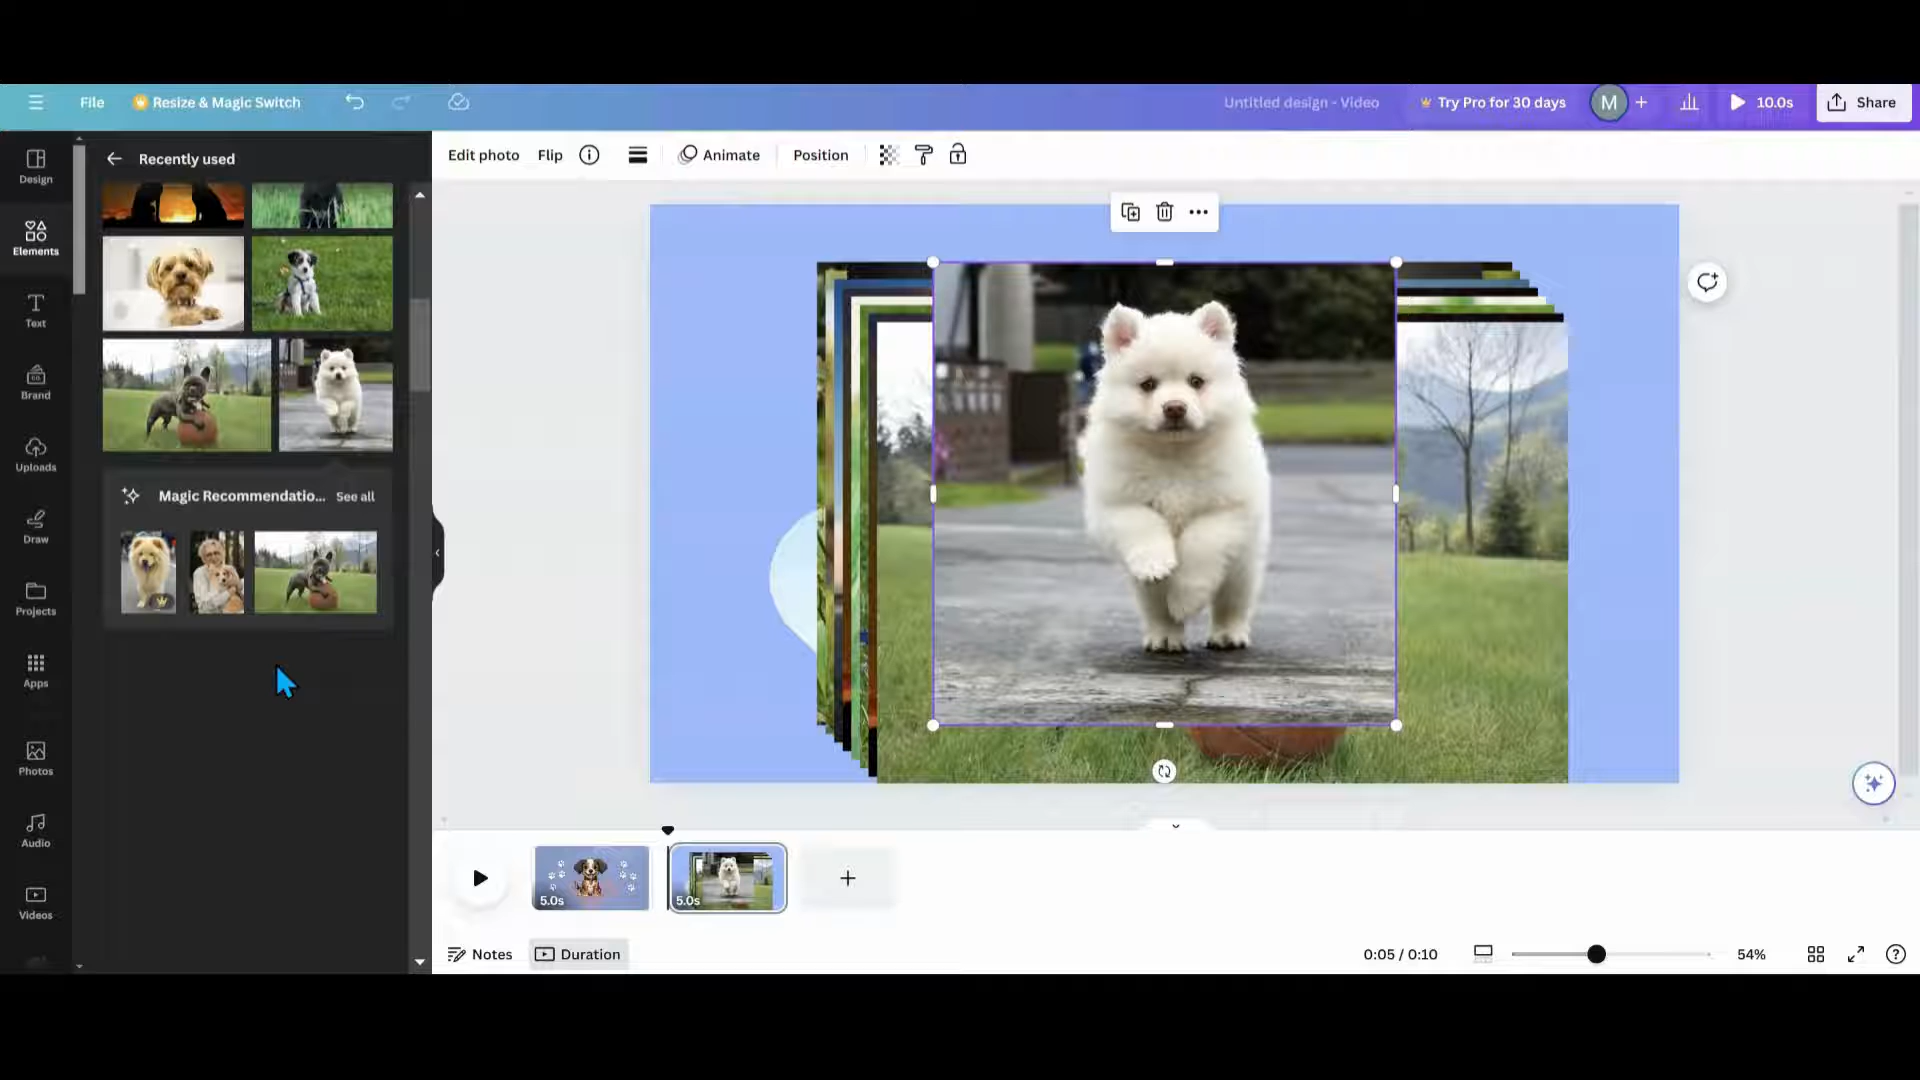 File
Resize & Magic Switch
Untitled design - Video
Try Pro for 30 days
M
10.0s
Share
Design
Elements
Text
Brand
Uploads
Draw
Projects
Apps
Photos
Audio
Videos
Recently used
Magic Recommendatio...
See all
Edit photo
Flip
Animate
Position
5.0s
5.0s
Notes
Duration
0:05 / 0:10
54%